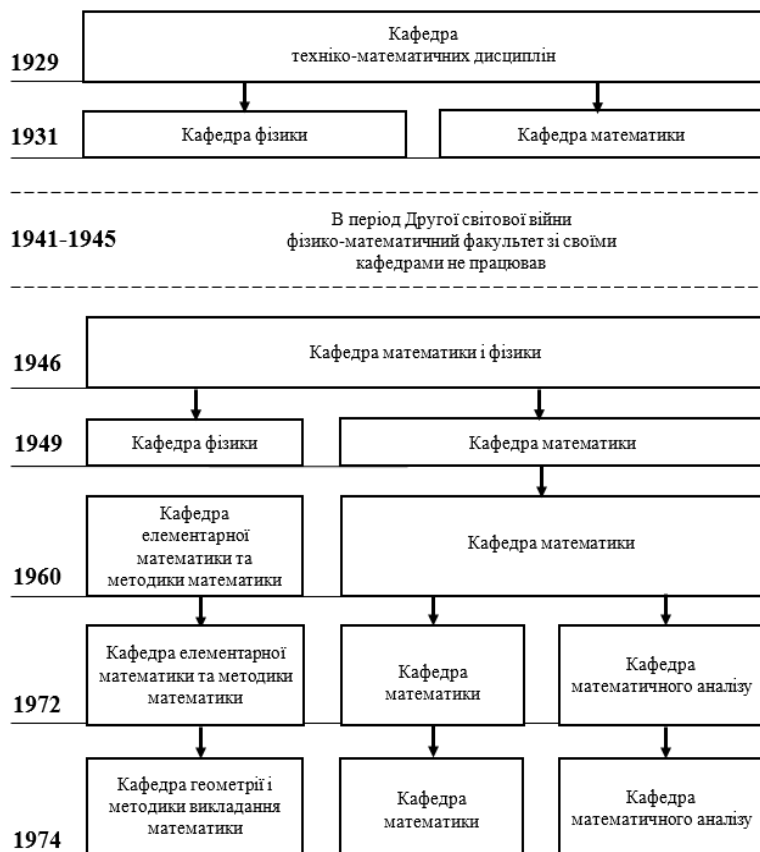 1929
Кафедра
техніко-математичних дисциплін
1931
Кафедра фізики
Кафедра математики
1941-1945
В період Другої світової війни
фізико-математичний факультет зі своїми
кафедрами не працював
1946
Кафедра математики і фізики
1949
Кафедра фізики
Кафедра математики
1960
Кафедра
елементарної
математики та
методики математики
Кафедра математики
1972
Кафедра елементарної
математики та методики
математики
Кафедра
математики
Кафедра
математичного аналізу
1974
Кафедра геометрії і
методики викладання
математики
Кафедра
математики
Кафедра
математичного аналізу